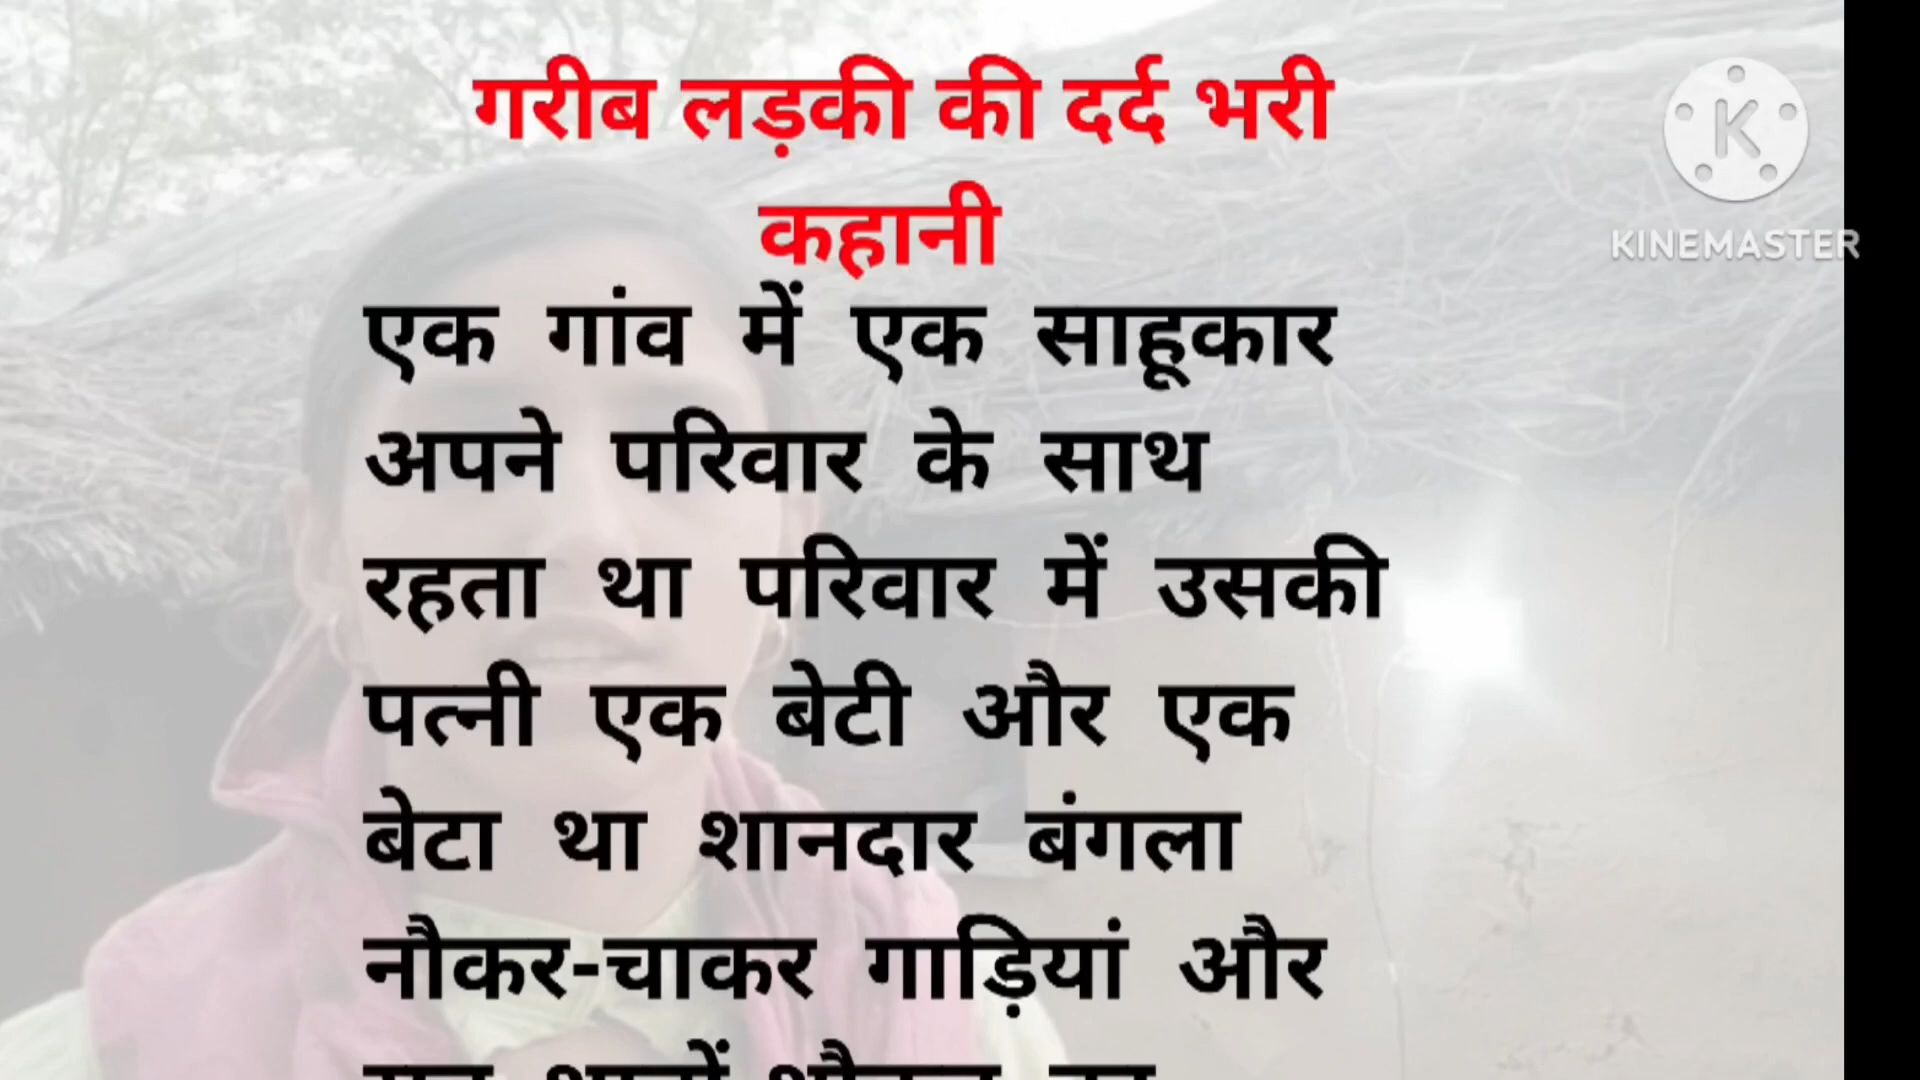 गरीब लड़की की दर्द भरी
कहानी
एक गांव में एक साहूकार
अपने परिवार के साथ
रहता था परिवार में उसकी
पत्नी एक बेटी और एक
बेटा था शानदार बंगला
नौकर-चाकर गाड़ियां और
K
KINEMASTER